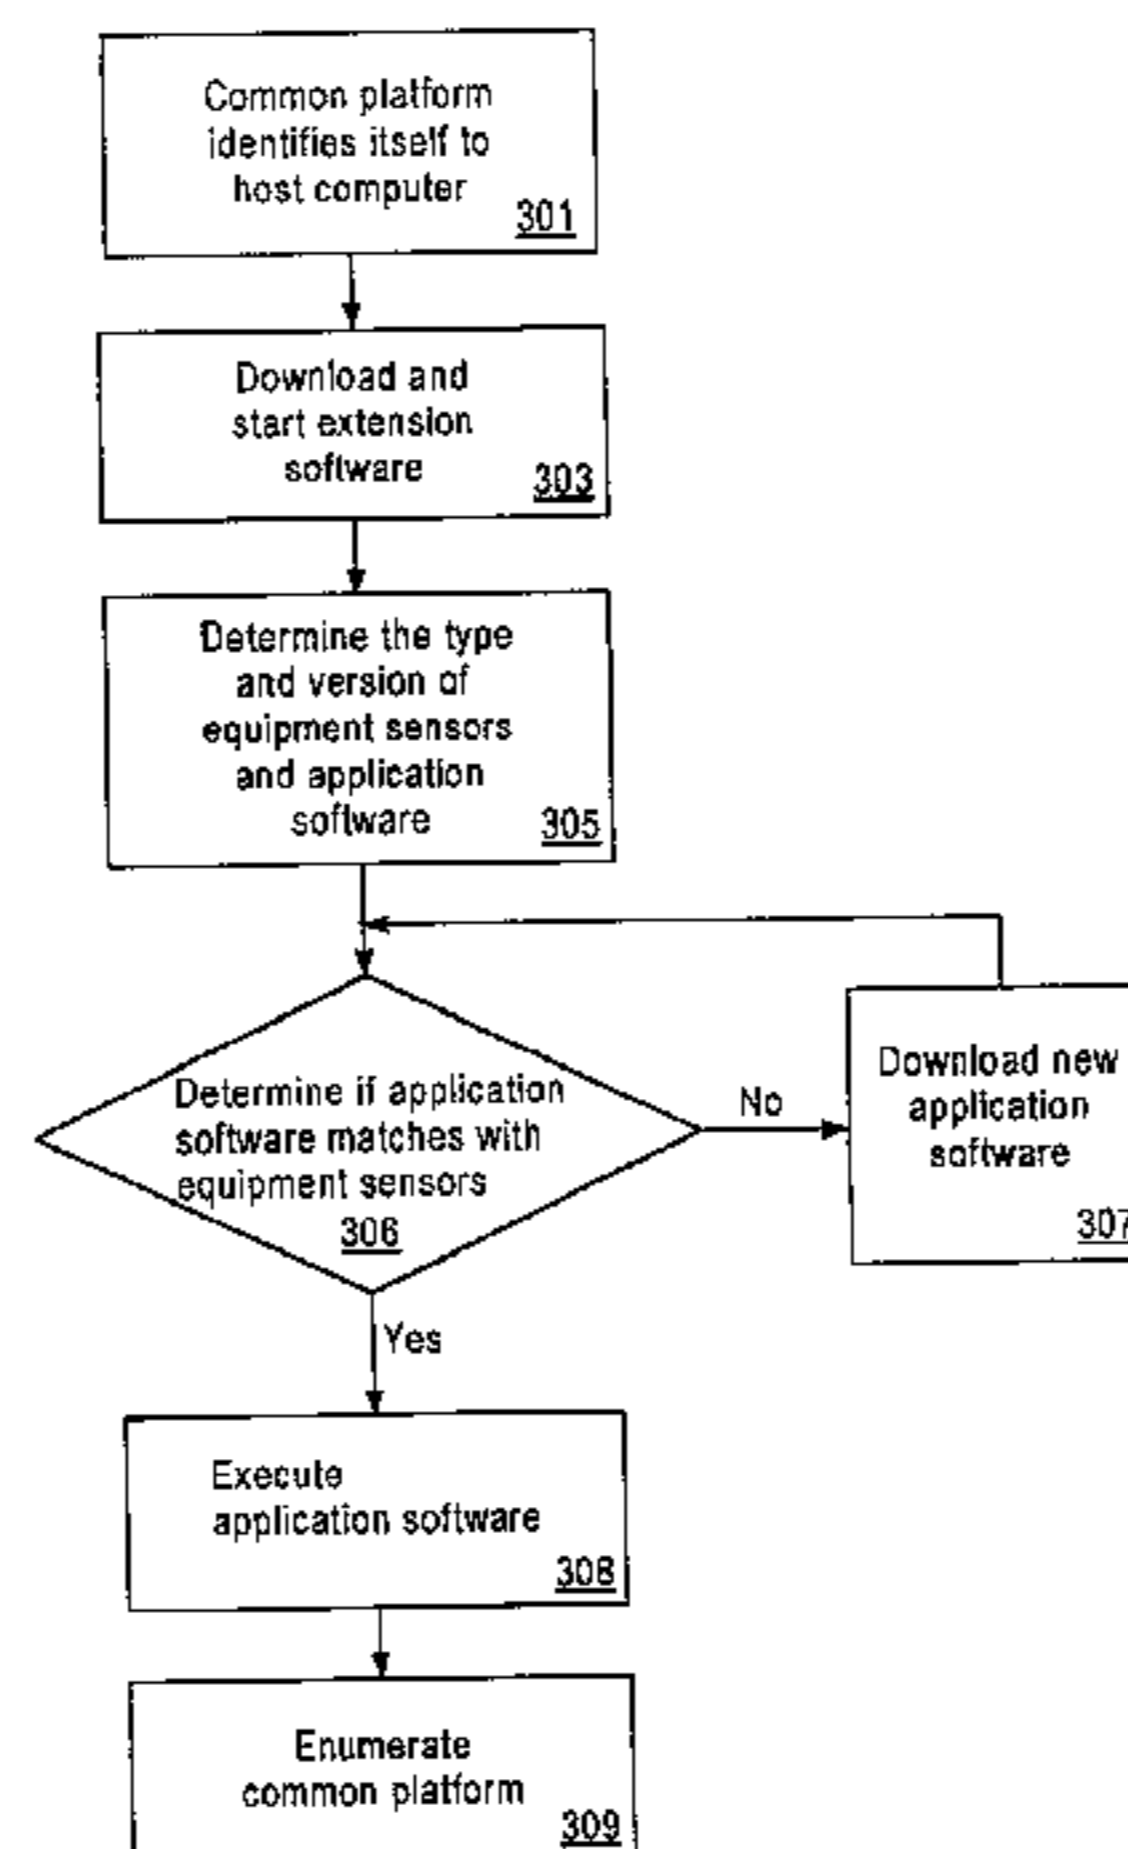 Common platform
identifies itself to
host computer
301
Download and
start extension
software
303
Determine the type
and version of
equipment sensors
and application
software
305
Determine if application
software matches with
equipment sensors
306
No
Download new
application
software
307
Yes
Execute
application software
308
Enumerate
common platform
309